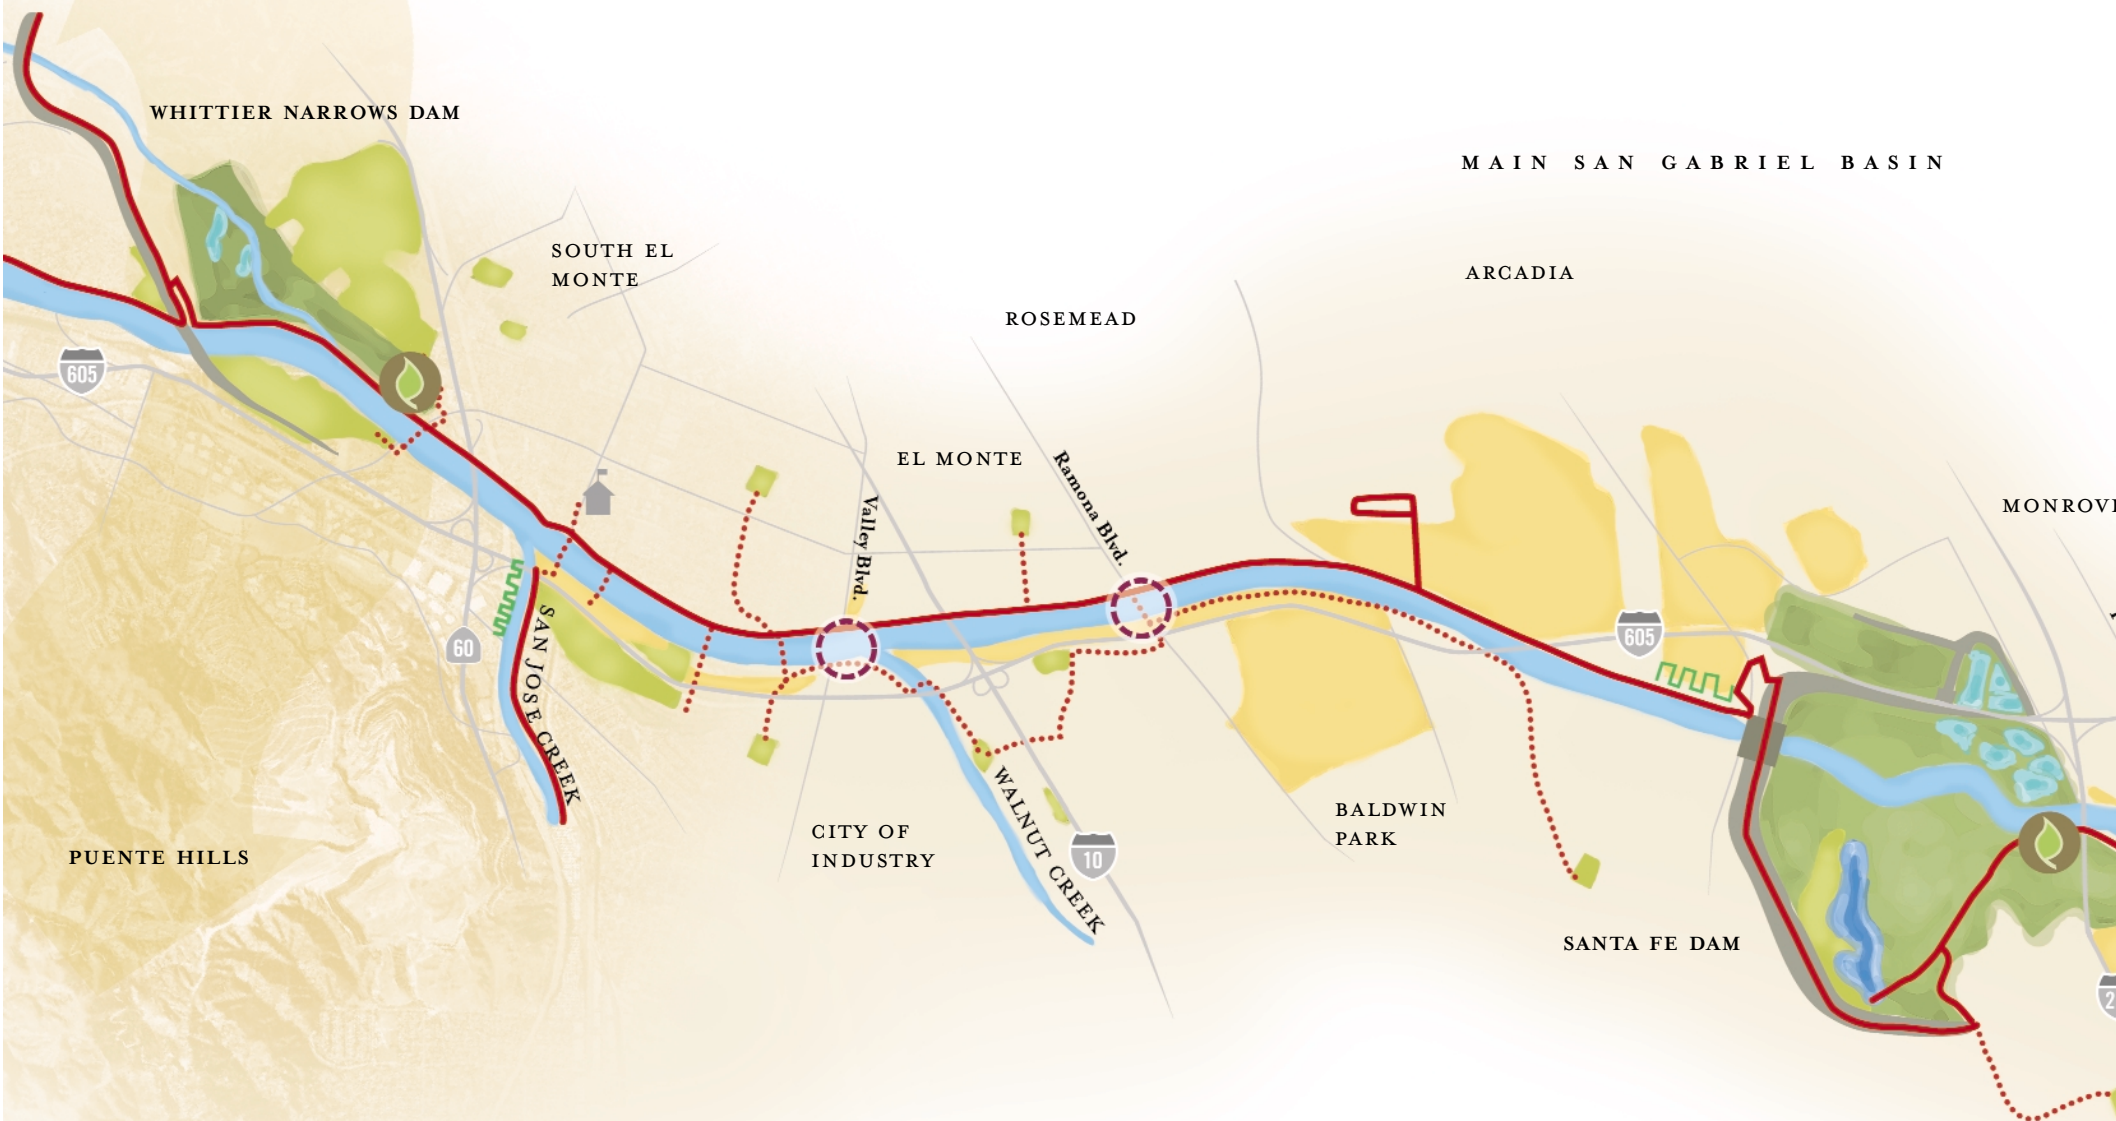 WHITTIER NARROWS DAM
MAIN SAN GABRIEL BASIN
SOUTH EL
MONTE
ARCADIA
ROSEMEAD
605
EL MONTE
Ramona Blvd.
Valley Blvd.
MONROVI
605
60
SAN JOSE CREEK
WALNUT CREEK
CITY OF
INDUSTRY
10
BALDWIN
PARK
PUENTE HILLS
SANTA FE DAM
2